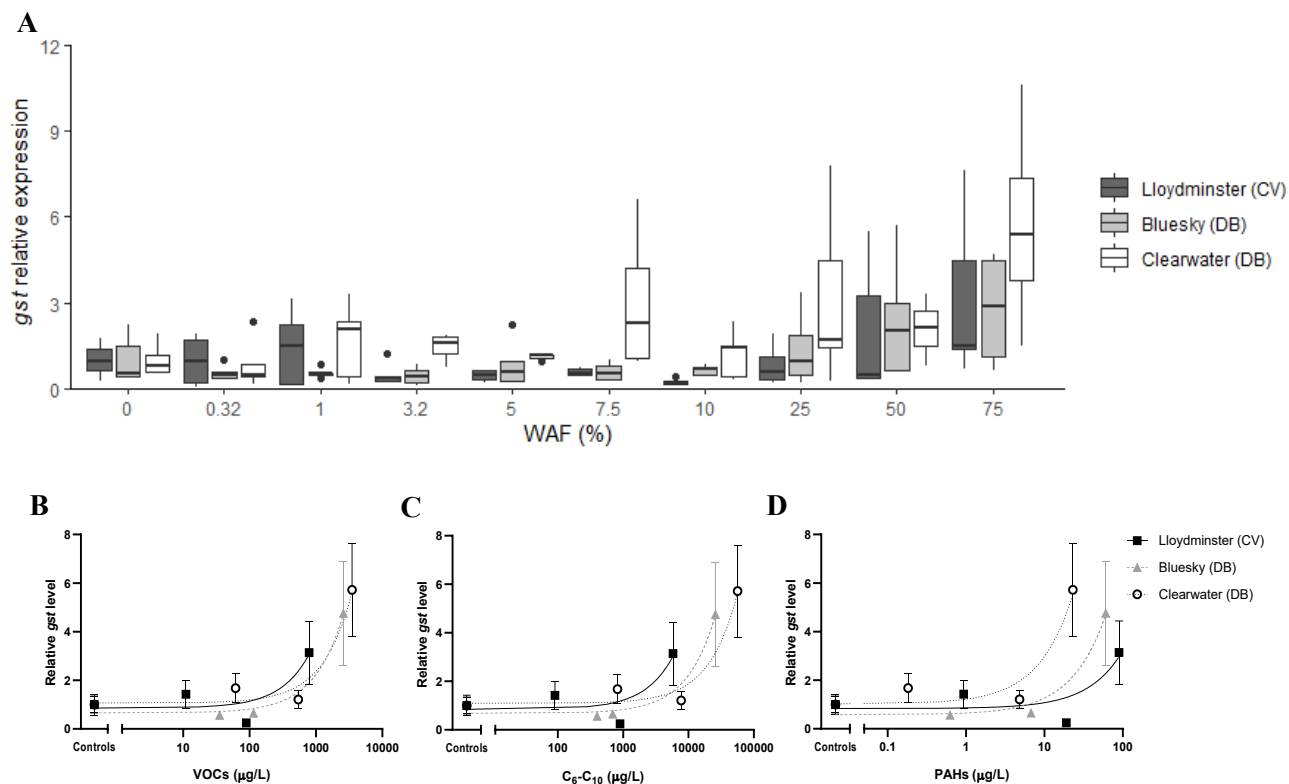 A
12
9
6
3
0
gst relative expression
0 0.32 1 3.2 5 7.5 10 25 50 75
WAF (%)
Lloydminster (CV)
Bluesky (DB)
Clearwater (DB)
B
8
6
4
2
0
Relative gst level
Controls 10 100 1000 10000
VOCs (µg/L)
C
8
6
4
2
0
Relative gst level
Controls 100 1000 10000 100000
C₆-C₁₀ (µg/L)
D
8
6
4
2
0
Relative gst level
Controls 0.1 1 10 100
PAHs (µg/L)
Lloydminster (CV)
Bluesky (DB)
Clearwater (DB)